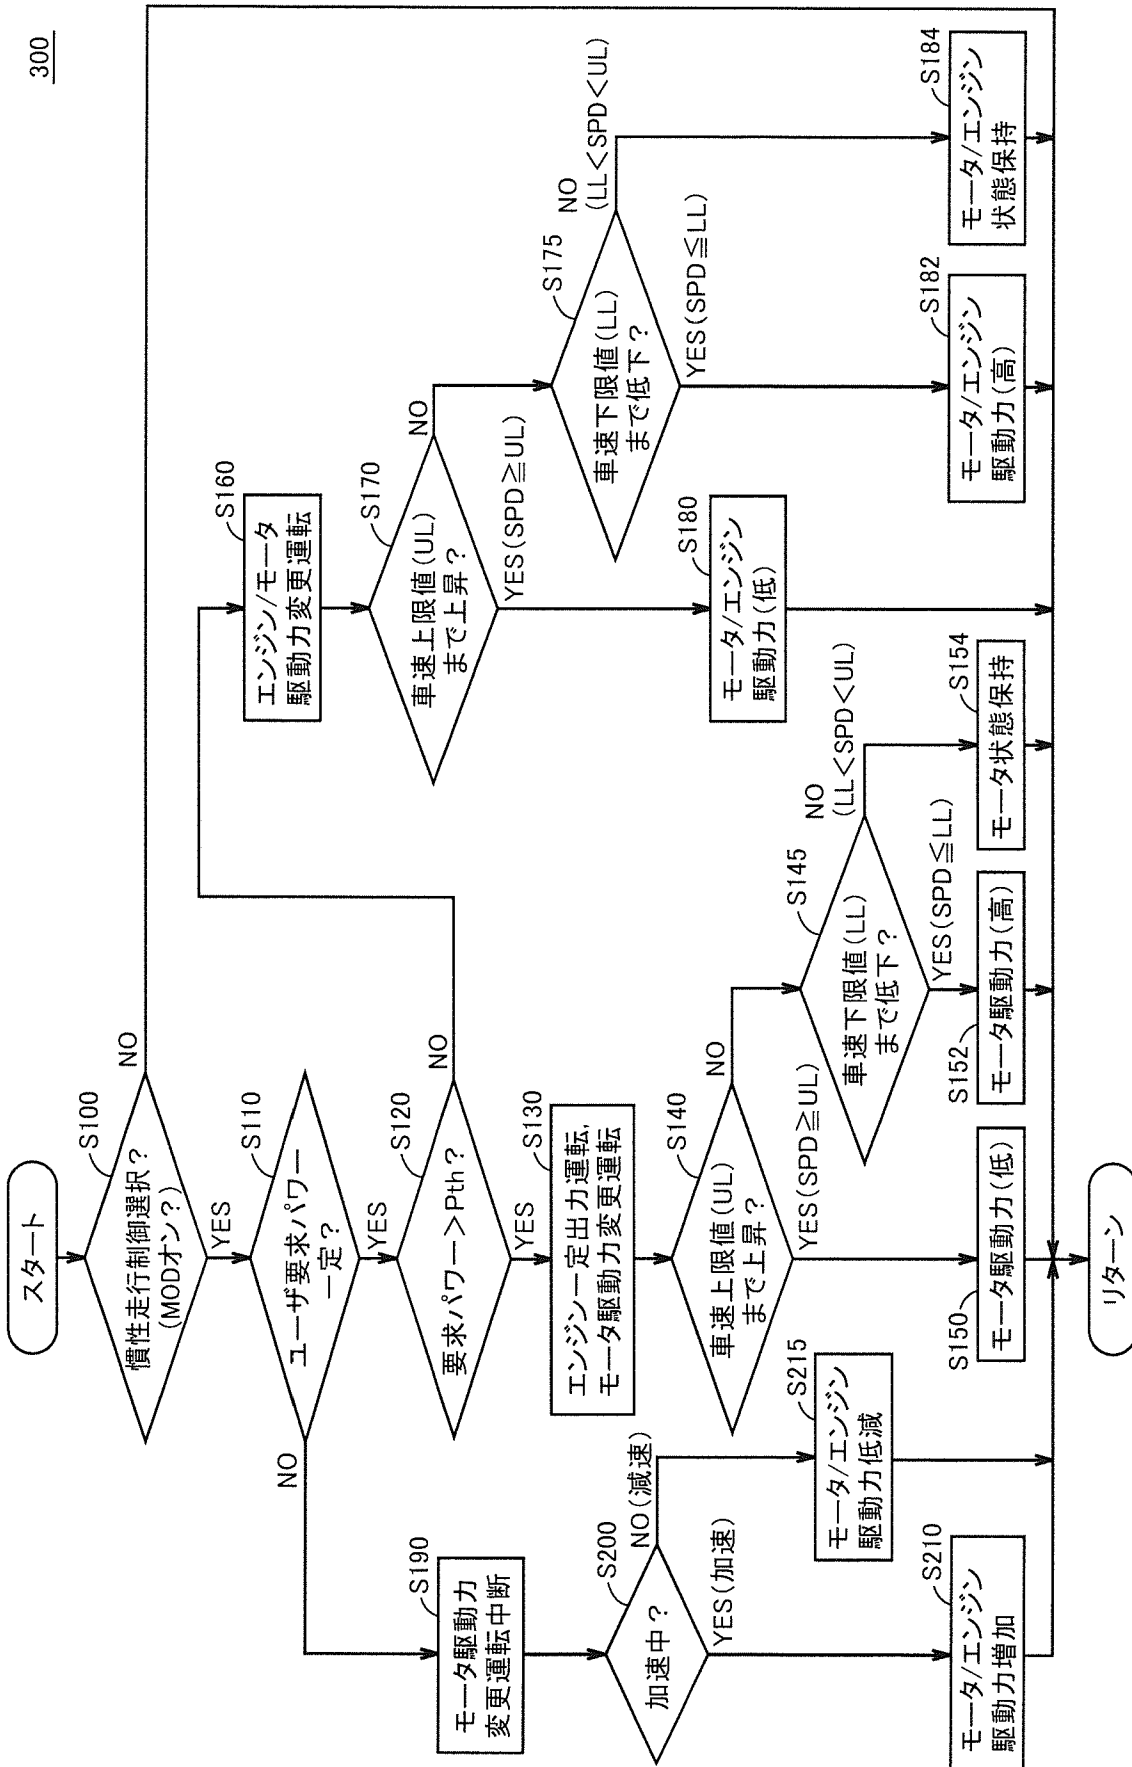 300
スタート
S100
慣性走行制御選択?
(MODオン?)
NO
YES
S110
ユーザ要求パワー
一定?
NO
YES
S120
要求パワー>Pth?
NO
YES
S130
エンジン一定出力運転,
モータ駆動力変更運転
S140
車速上限値(UL)
まで上昇?
NO
YES(SPD≧UL)
S145
車速下限値(LL)
まで低下?
NO
(LL<SPD<UL)
YES(SPD≦LL)
S150
モータ駆動力(低)
S152
モータ駆動力(高)
S154
モータ状態保持
S160
エンジン/モータ
駆動力変更運転
S170
車速上限値(UL)
まで上昇?
NO
YES(SPD≧UL)
S175
車速下限値(LL)
まで低下?
NO
(LL<SPD<UL)
YES(SPD≦LL)
S180
モータ/エンジン
駆動力(低)
S182
モータ/エンジン
駆動力(高)
S184
モータ/エンジン
状態保持
S190
モータ駆動力
変更運転中断
S200
加速中?
NO(減速)
YES(加速)
S210
モータ/エンジン
駆動力増加
S215
モータ/エンジン
駆動力低減
リターン